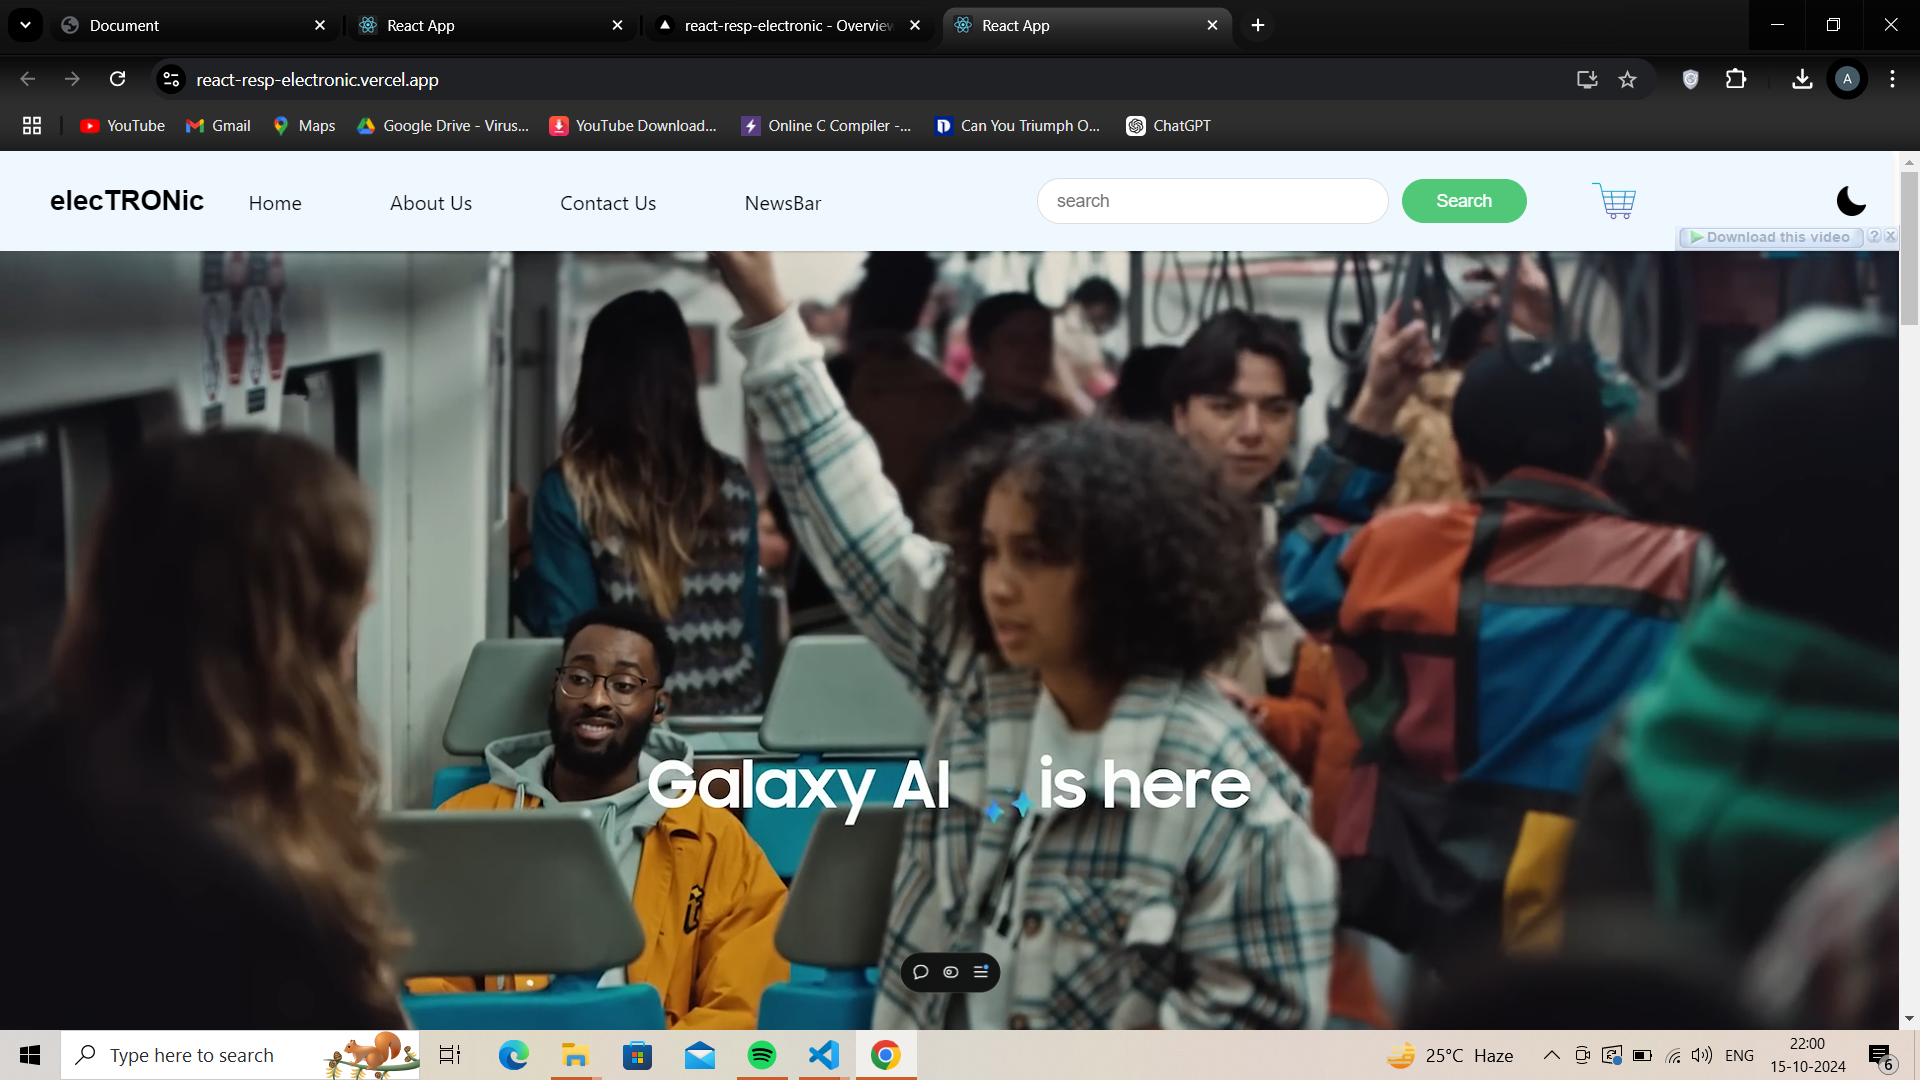 Document
React App
react-resp-electronic - Overview
React App
react-resp-electronic.vercel.app
A
YouTube
Gmail
Maps
Google Drive - Virus...
YouTube Download...
Online C Compiler -...
Can You Triumph O...
ChatGPT
elecTRONic
Home
About Us
Contact Us
NewsBar
search
Search
Download this video
?
Galaxy AI is here
Type here to search
25°C Haze
ENG
22:00
15-10-2024
6